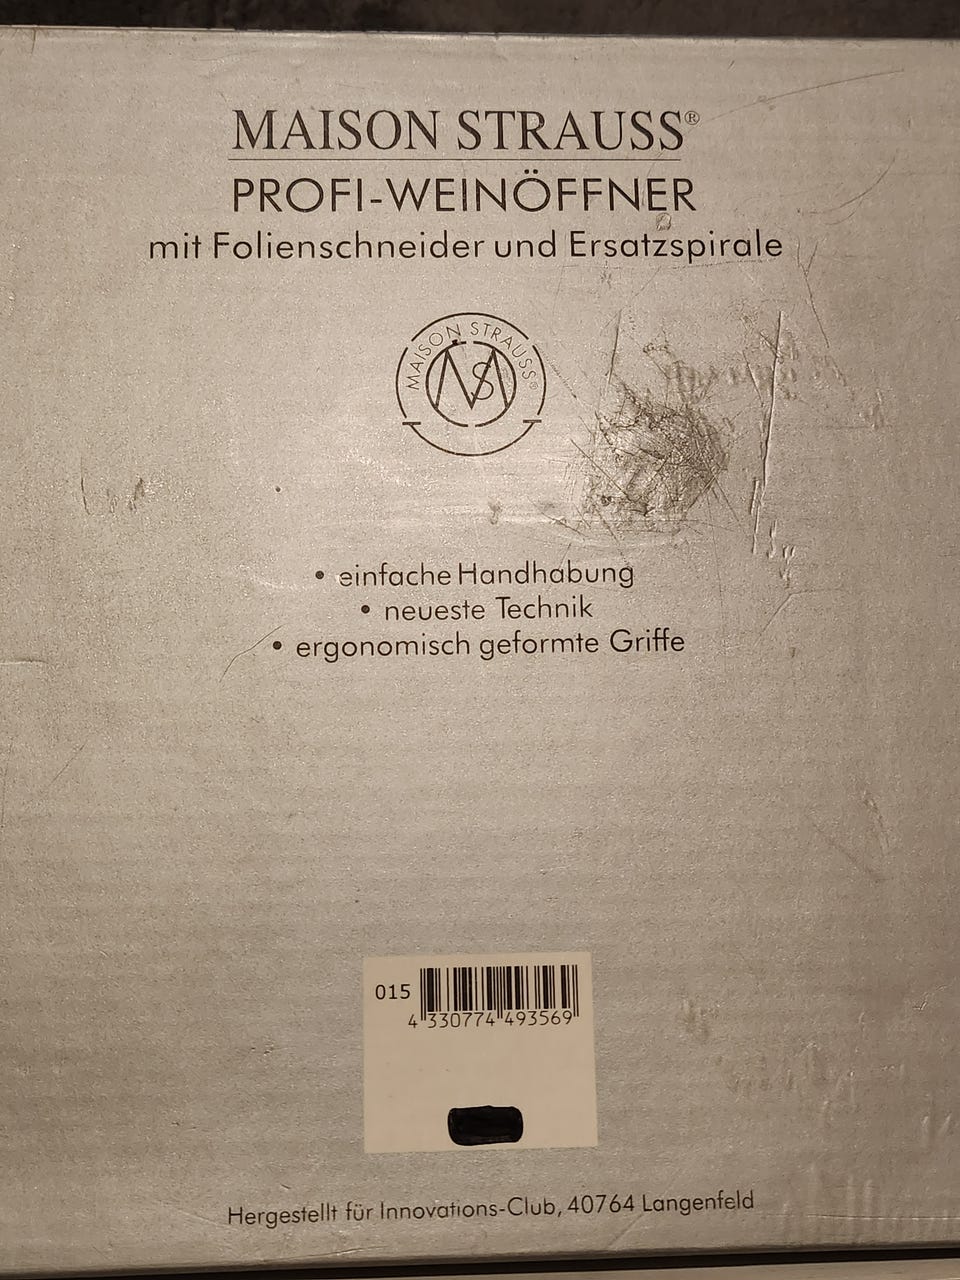 MAISON STRAUSS®
PROFI-WEINÖFFNER
mit Folienschneider und Ersatzspirale
MAISON STRAUSS®
MS
• einfache Handhabung
• neueste Technik
• ergonomisch geformte Griffe
015
4 330774 493569
Hergestellt für Innovations-Club, 40764 Langenfeld